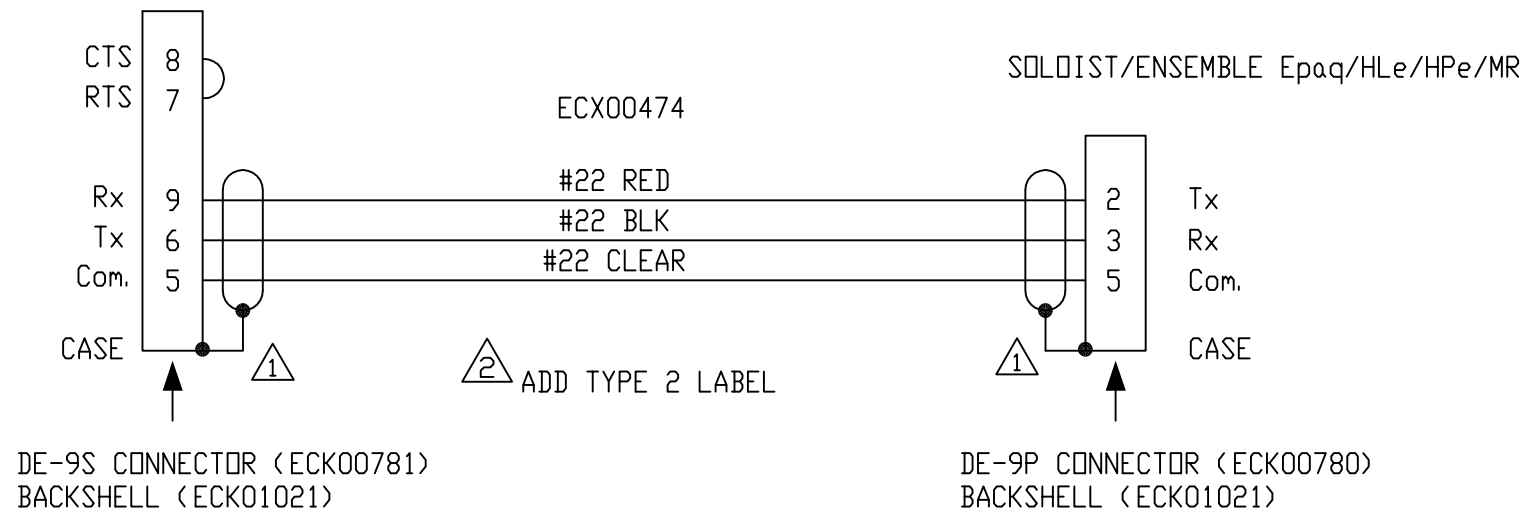 CTS 8
RTS 7
SOLOIST/ENSEMBLE Epaq/HLe/HPe/MR
ECX00474
#22 RED
Rx 9 2 Tx
#22 BLK
Tx 6 3 Rx
#22 CLEAR
Com. 5 5 Com.
CASE 1 1 CASE
2 ADD TYPE 2 LABEL
DE-9S CONNECTOR (ECK00781)
BACKSHELL (ECK01021)
DE-9P CONNECTOR (ECK00780)
BACKSHELL (ECK01021)